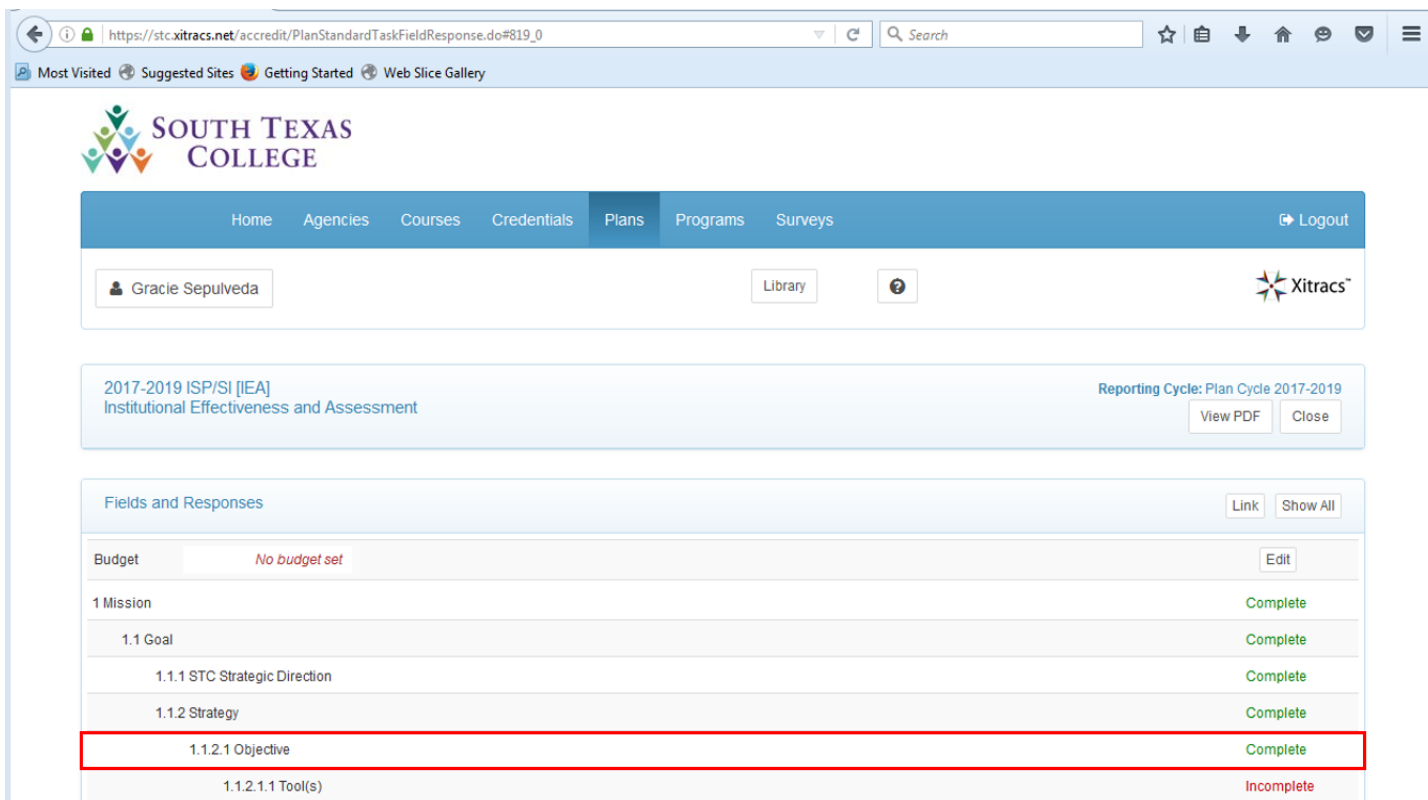 https://stc.xitracs.net/accredit/PlanStandardTaskFieldResponse.do#819_0 Search
Most Visited Suggested Sites Getting Started Web Slice Gallery
SOUTH TEXAS
COLLEGE
Home Agencies Courses Credentials Plans Programs Surveys Logout
Gracie Sepulveda Library ? Xitracs™
2017-2019 ISP/SI [IEA] Reporting Cycle: Plan Cycle 2017-2019
Institutional Effectiveness and Assessment View PDF Close
Fields and Responses Link Show All
Budget No budget set Edit
1 Mission Complete
1.1 Goal Complete
1.1.1 STC Strategic Direction Complete
1.1.2 Strategy Complete
1.1.2.1 Objective Complete
1.1.2.1.1 Tool(s) Incomplete